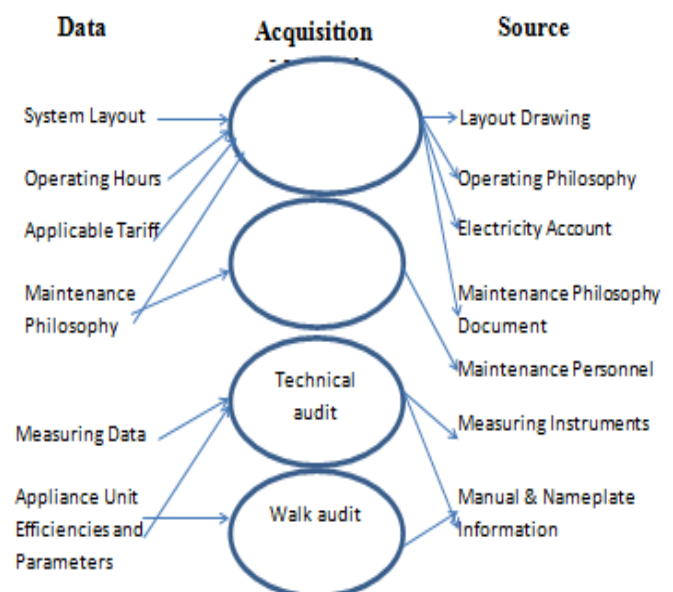 Data
Acquisition
Source
System Layout
Layout Drawing
Operating Hours
Operating Philosophy
Applicable Tariff
Electricity Account
Maintenance
Philosophy
Maintenance Philosophy
Document
Maintenance Personnel
Technical
audit
Measuring Data
Measuring Instruments
Appliance Unit
Efficiencies and
Parameters
Walk audit
Manual & Nameplate
Information